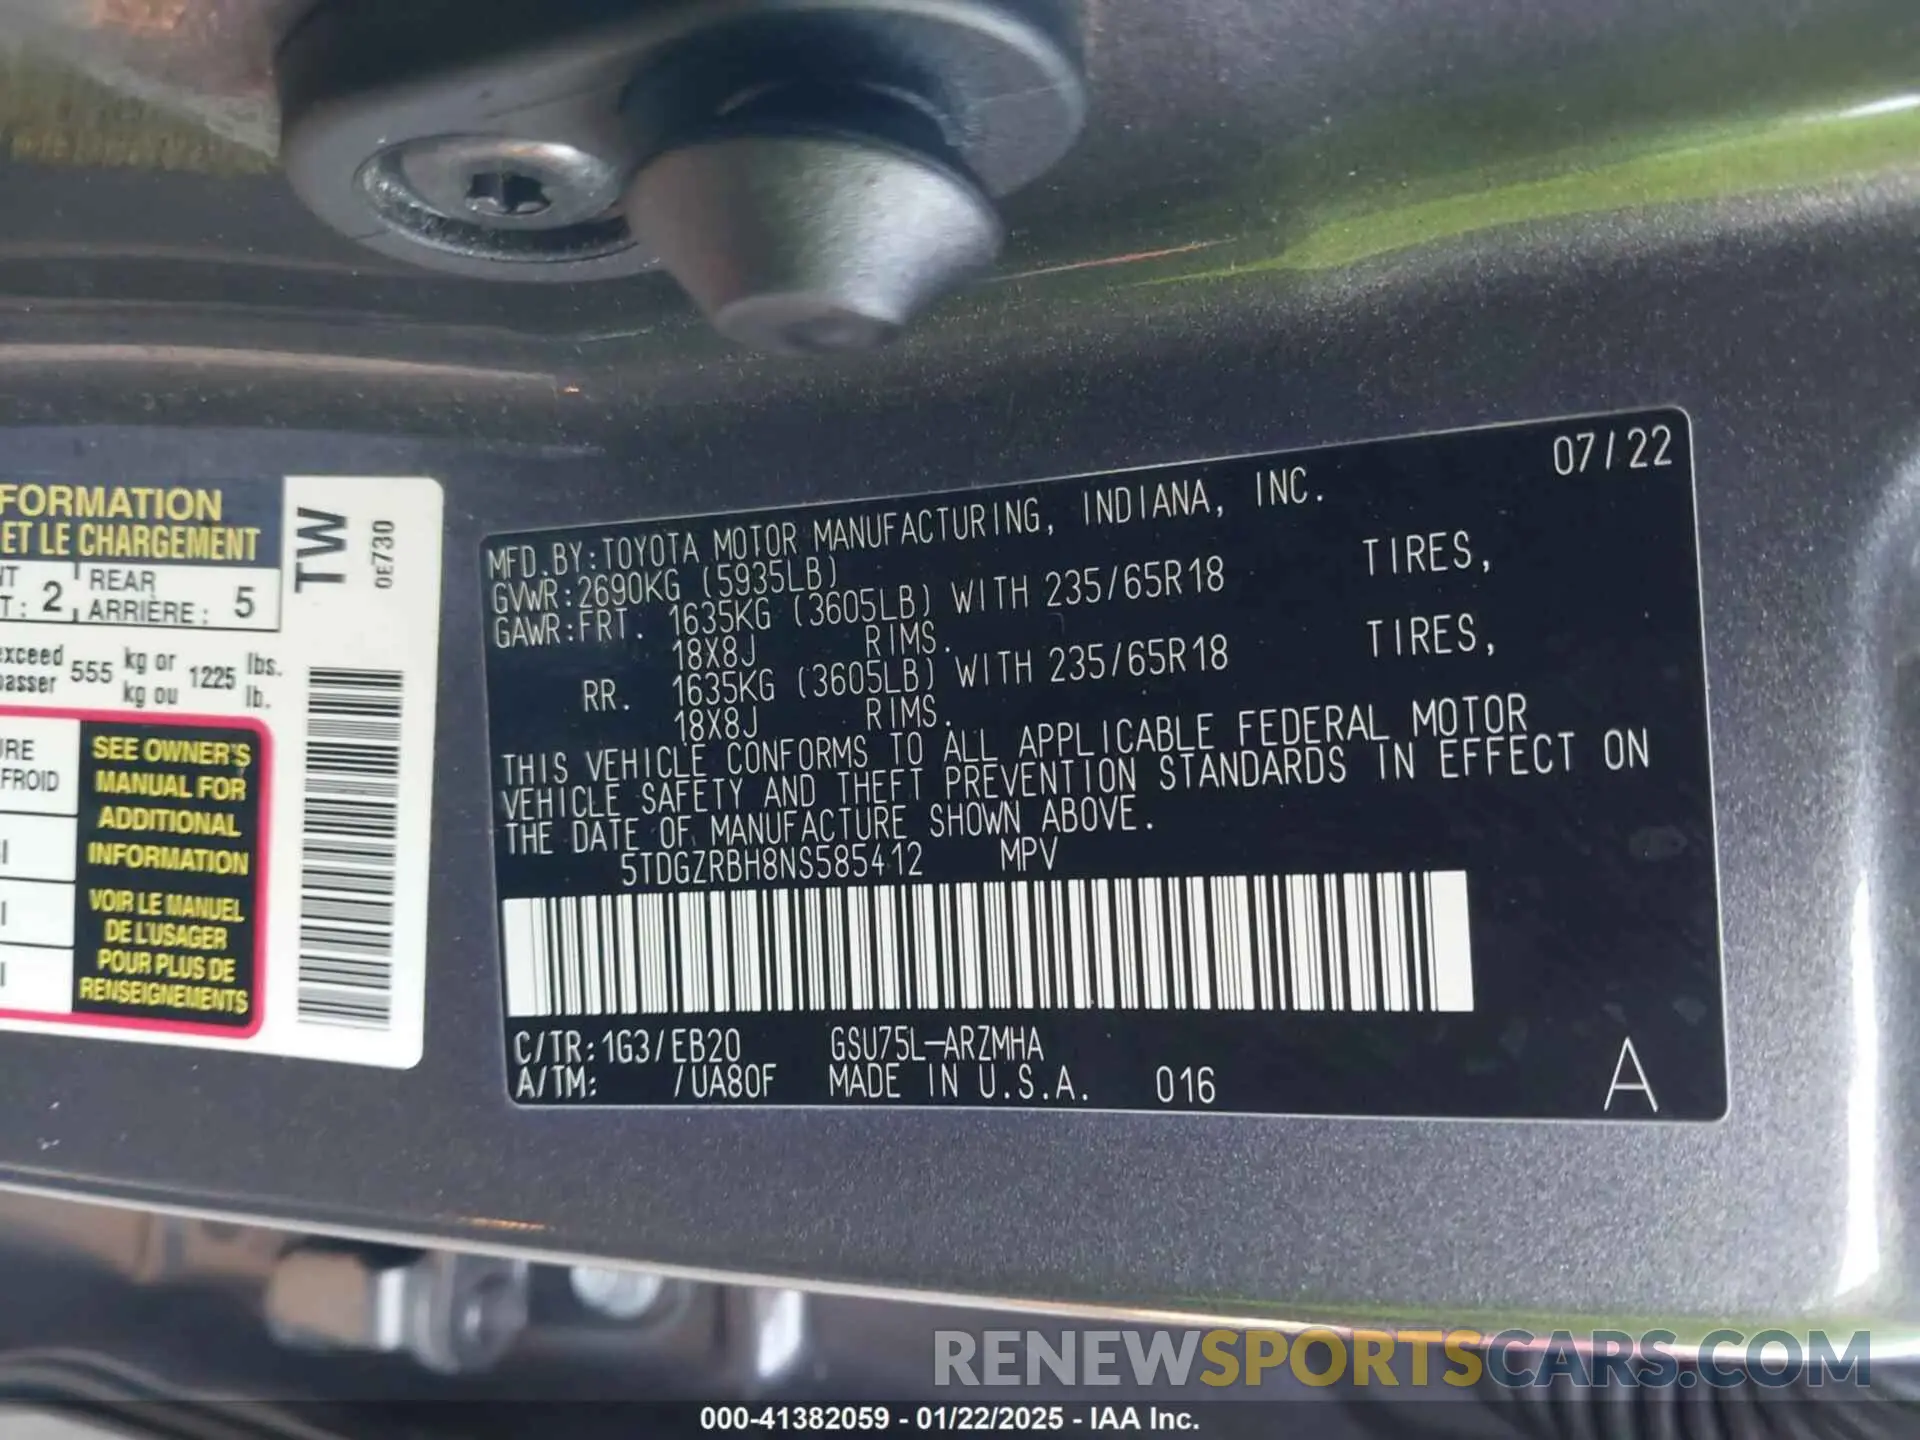 FORMATION
ET LE CHARGEMENT
2
REAR
ARRIÈRE : 5
exceed 555 kg or 1225 lbs.
passer kg ou lb.
FROID
SEE OWNER'S
MANUAL FOR
ADDITIONAL
INFORMATION
VOIR LE MANUEL
DE L'USAGER
POUR PLUS DE
RENSEIGNEMENTS
TW
0E730
07/22
MFD.BY:TOYOTA MOTOR MANUFACTURING, INDIANA, INC.
GVWR:2690KG (5935LB)
GAWR:FRT. 1635KG (3605LB) WITH 235/65R18 TIRES,
18X8J RIMS.
RR. 1635KG (3605LB) WITH 235/65R18 TIRES,
18X8J RIMS.
THIS VEHICLE CONFORMS TO ALL APPLICABLE FEDERAL MOTOR
VEHICLE SAFETY AND THEFT PREVENTION STANDARDS IN EFFECT ON
THE DATE OF MANUFACTURE SHOWN ABOVE.
5TDGZRBH8NS585412 MPV
C/TR:1G3/EB20 GSU75L-ARZMHA
A/TM: /UA80F MADE IN U.S.A. 016
A
RENEWSPORTSCARS.COM
000-41382059 - 01/22/2025 - IAA Inc.